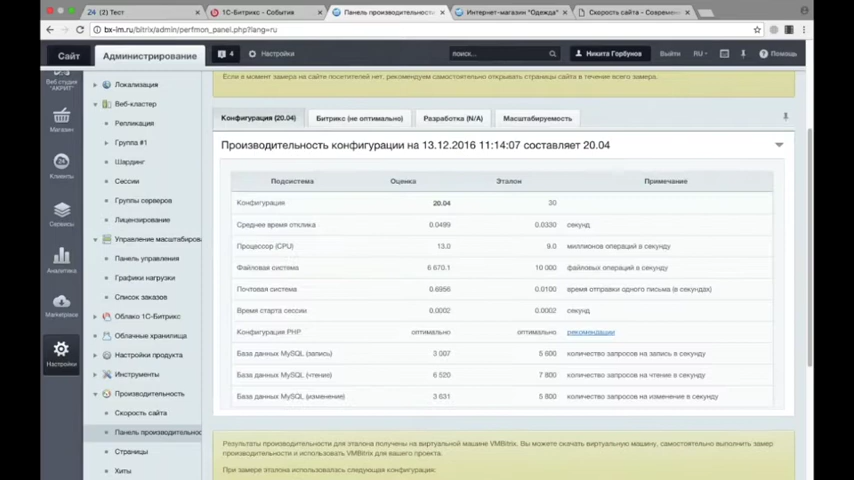 24 (2) Тест
1С-Битрикс - События
Панель производительности
Интернет-магазин "Одежда"
Скорость сайта - Современн
bx-im.ru/bitrix/admin/perfmon_panel.php?lang=ru
Сайт
Администрирование
4
Настройки
поиск...
Никита Горбунов
Выйти
RU
Помощь
Если в момент замера на сайте посетителей нет, рекомендуем самостоятельно открывать страницы сайта в течение всего замера.
Веб студия
"АКРИТ"
Магазин
24
Клиенты
Сервисы
Аналитика
Marketplace
Настройки
Локализация
Веб-кластер
Репликация
Группа #1
Шардинг
Сессии
Группы серверов
Лицензирование
Управление масштабирова
Панель управления
Графики нагрузки
Список заказов
Облако 1С-Битрикс
Облачные хранилища
Настройки продукта
Инструменты
Производительность
Скорость сайта
Панель производительнос
Страницы
Хиты
Конфигурация (20.04)
Битрикс (не оптимально)
Разработка (N/A)
Масштабируемость
Производительность конфигурации на 13.12.2016 11:14:07 составляет 20.04
Подсистема Оценка Эталон Примечание
Конфигурация 20.04 30
Среднее время отклика 0.0499 0.0330 секунд
Процессор (CPU) 13.0 9.0 миллионов операций в секунду
Файловая система 6 670.1 10 000 файловых операций в секунду
Почтовая система 0.6956 0.0100 время отправки одного письма (в секундах)
Время старта сессии 0.0002 0.0002 секунд
Конфигурация PHP оптимально оптимально рекомендации
База данных MySQL (запись) 3 007 5 600 количество запросов на запись в секунду
База данных MySQL (чтение) 6 520 7 800 количество запросов на чтение в секунду
База данных MySQL (изменение) 3 631 5 800 количество запросов на изменение в секунду
Результаты производительности для эталона получены на виртуальной машине VMBitrix. Вы можете скачать виртуальную машину, самостоятельно выполнить замер
производительности и использовать VMBitrix для вашего проекта.
При замере эталона использовалась следующая конфигурация: